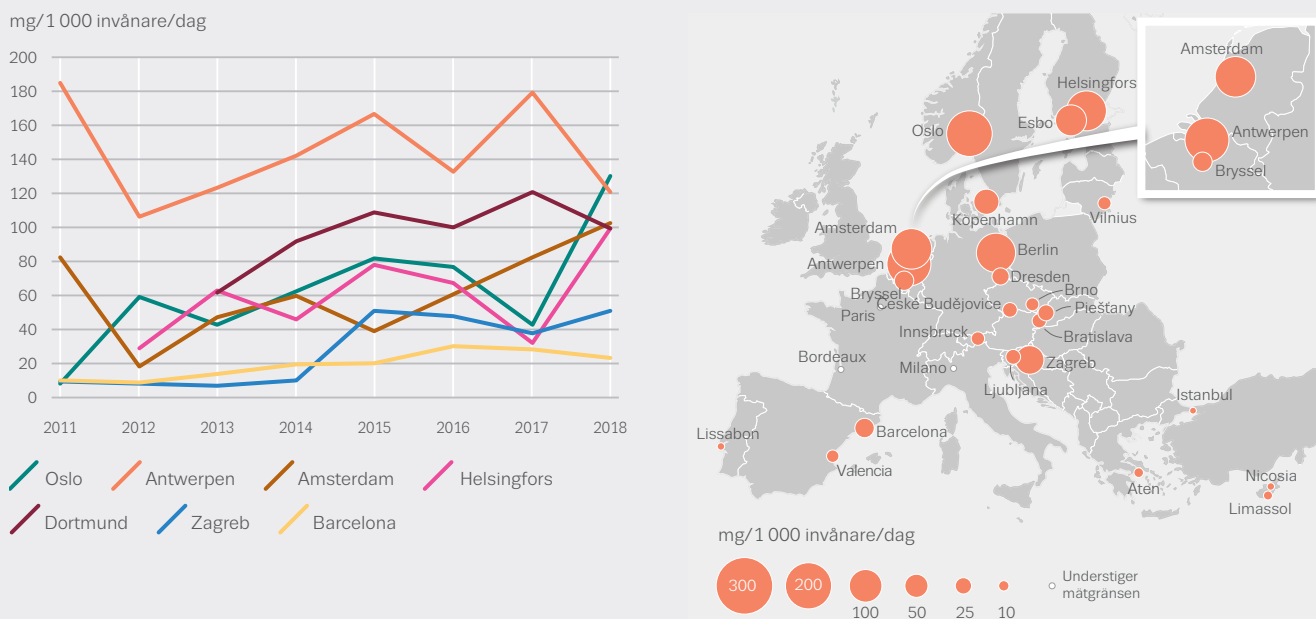 mg/1 000 invånare/dag
200
180
160
140
120
100
80
60
40
20
0
2011 2012 2013 2014 2015 2016 2017 2018
Oslo Antwerpen Amsterdam Helsingfors
Dortmund Zagreb Barcelona
Amsterdam
Antwerpen
Bryssel
Helsingfors
Esbo
Oslo
Köpenhamn
Vilnius
Amsterdam
Berlin
Antwerpen
Dresden
Bryssel
Brno
České Budějovice
Piešťany
Paris
Innsbruck
Bratislava
Bordeaux
Milano
Zagreb
Ljubljana
Istanbul
Lissabon
Barcelona
Valencia
Aten
Nicosia
Limassol
mg/1 000 invånare/dag
300 200 100 50 25 10
Understiger
mätgränsen